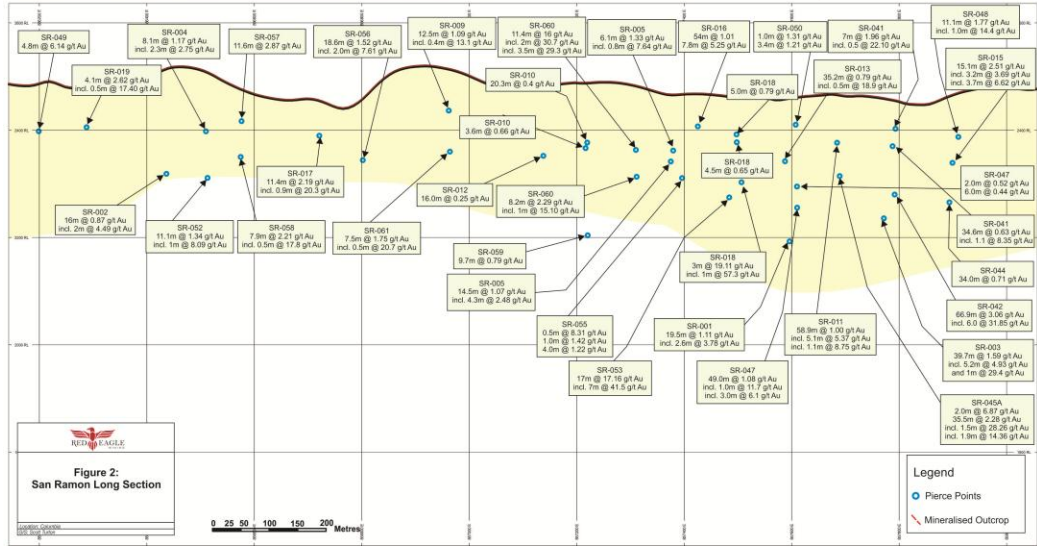 SR-049
4.8m @ 6.14 g/t Au
SR-019
4.1m @ 2.62 g/t Au
incl. 0.5m @ 17.40 g/t Au
SR-004
8.1m @ 1.17 g/t Au
incl. 2.3m @ 2.75 g/t Au
SR-057
11.6m @ 2.87 g/t Au
SR-056
18.6m @ 1.52 g/t Au
incl. 2.0m @ 7.61 g/t Au
SR-009
12.5m @ 1.09 g/t Au
incl. 0.4m @ 13.1 g/t Au
SR-060
11.4m @ 16 g/t Au
incl. 2m @ 30.7 g/t Au
incl. 3.5m @ 29.3 g/t Au
SR-010
20.3m @ 0.4 g/t Au
SR-005
6.1m @ 1.33 g/t Au
incl. 0.8m @ 7.64 g/t Au
SR-016
54m @ 1.01
7.8m @ 5.25 g/t Au
SR-050
1.0m @ 1.31 g/t Au
3.4m @ 1.21 g/t Au
SR-018
5.0m @ 0.79 g/t Au
SR-013
35.2m @ 0.79 g/t Au
incl. 0.5m @ 18.9 g/t Au
SR-041
7m @ 1.96 g/t Au
incl. 0.5 @ 22.10 g/t Au
SR-048
11.1m @ 1.77 g/t Au
incl. 1.0m @ 14.4 g/t Au
SR-015
15.1m @ 2.51 g/t Au
incl. 3.2m @ 3.69 g/t Au
incl. 3.7m @ 6.62 g/t Au
SR-010
3.6m @ 0.66 g/t Au
SR-002
16m @ 0.87 g/t Au
incl. 2m @ 4.49 g/t Au
SR-052
11.1m @ 1.34 g/t Au
incl. 1m @ 8.09 g/t Au
SR-058
7.9m @ 2.21 g/t Au
incl. 0.5m @ 17.8 g/t Au
SR-017
11.4m @ 2.19 g/t Au
incl. 0.9m @ 20.3 g/t Au
SR-061
7.5m @ 1.75 g/t Au
incl. 0.5m @ 20.7 g/t Au
SR-012
16.0m @ 0.25 g/t Au
SR-060
8.2m @ 2.29 g/t Au
incl. 1m @ 15.10 g/t Au
SR-059
9.7m @ 0.79 g/t Au
SR-005
14.5m @ 1.07 g/t Au
incl. 4.3m @ 2.48 g/t Au
SR-055
0.5m @ 8.31 g/t Au
1.0m @ 1.42 g/t Au
4.0m @ 1.22 g/t Au
SR-053
17m @ 17.16 g/t Au
incl. 7m @ 41.5 g/t Au
SR-018
4.5m @ 0.65 g/t Au
SR-018
3m @ 19.11 g/t Au
incl. 1m @ 57.3 g/t Au
SR-001
19.5m @ 1.11 g/t Au
incl. 2.6m @ 3.78 g/t Au
SR-047
49.0m @ 1.08 g/t Au
incl. 1.0m @ 11.7 g/t Au
incl. 3.0m @ 6.1 g/t Au
SR-011
58.9m @ 1.00 g/t Au
incl. 5.1m @ 5.37 g/t Au
incl. 1.1m @ 8.75 g/t Au
SR-047
2.0m @ 0.52 g/t Au
6.0m @ 0.44 g/t Au
SR-041
34.6m @ 0.63 g/t Au
incl. 1.1 @ 8.35 g/t Au
SR-044
34.0m @ 0.71 g/t Au
SR-042
66.9m @ 3.06 g/t Au
incl. 6.0 @ 31.85 g/t Au
SR-003
39.7m @ 1.59 g/t Au
incl. 5.2m @ 4.93 g/t Au
and 1m @ 29.4 g/t Au
SR-045A
2.0m @ 6.87 g/t Au
35.5m @ 2.28 g/t Au
incl. 1.5m @ 28.26 g/t Au
incl. 1.9m @ 14.36 g/t Au
RED EAGLE
MINING
Figure 2:
San Ramon Long Section
Location: Colombia
0 25 50 100 150 200
Metres
Legend
Pierce Points
Mineralised Outcrop